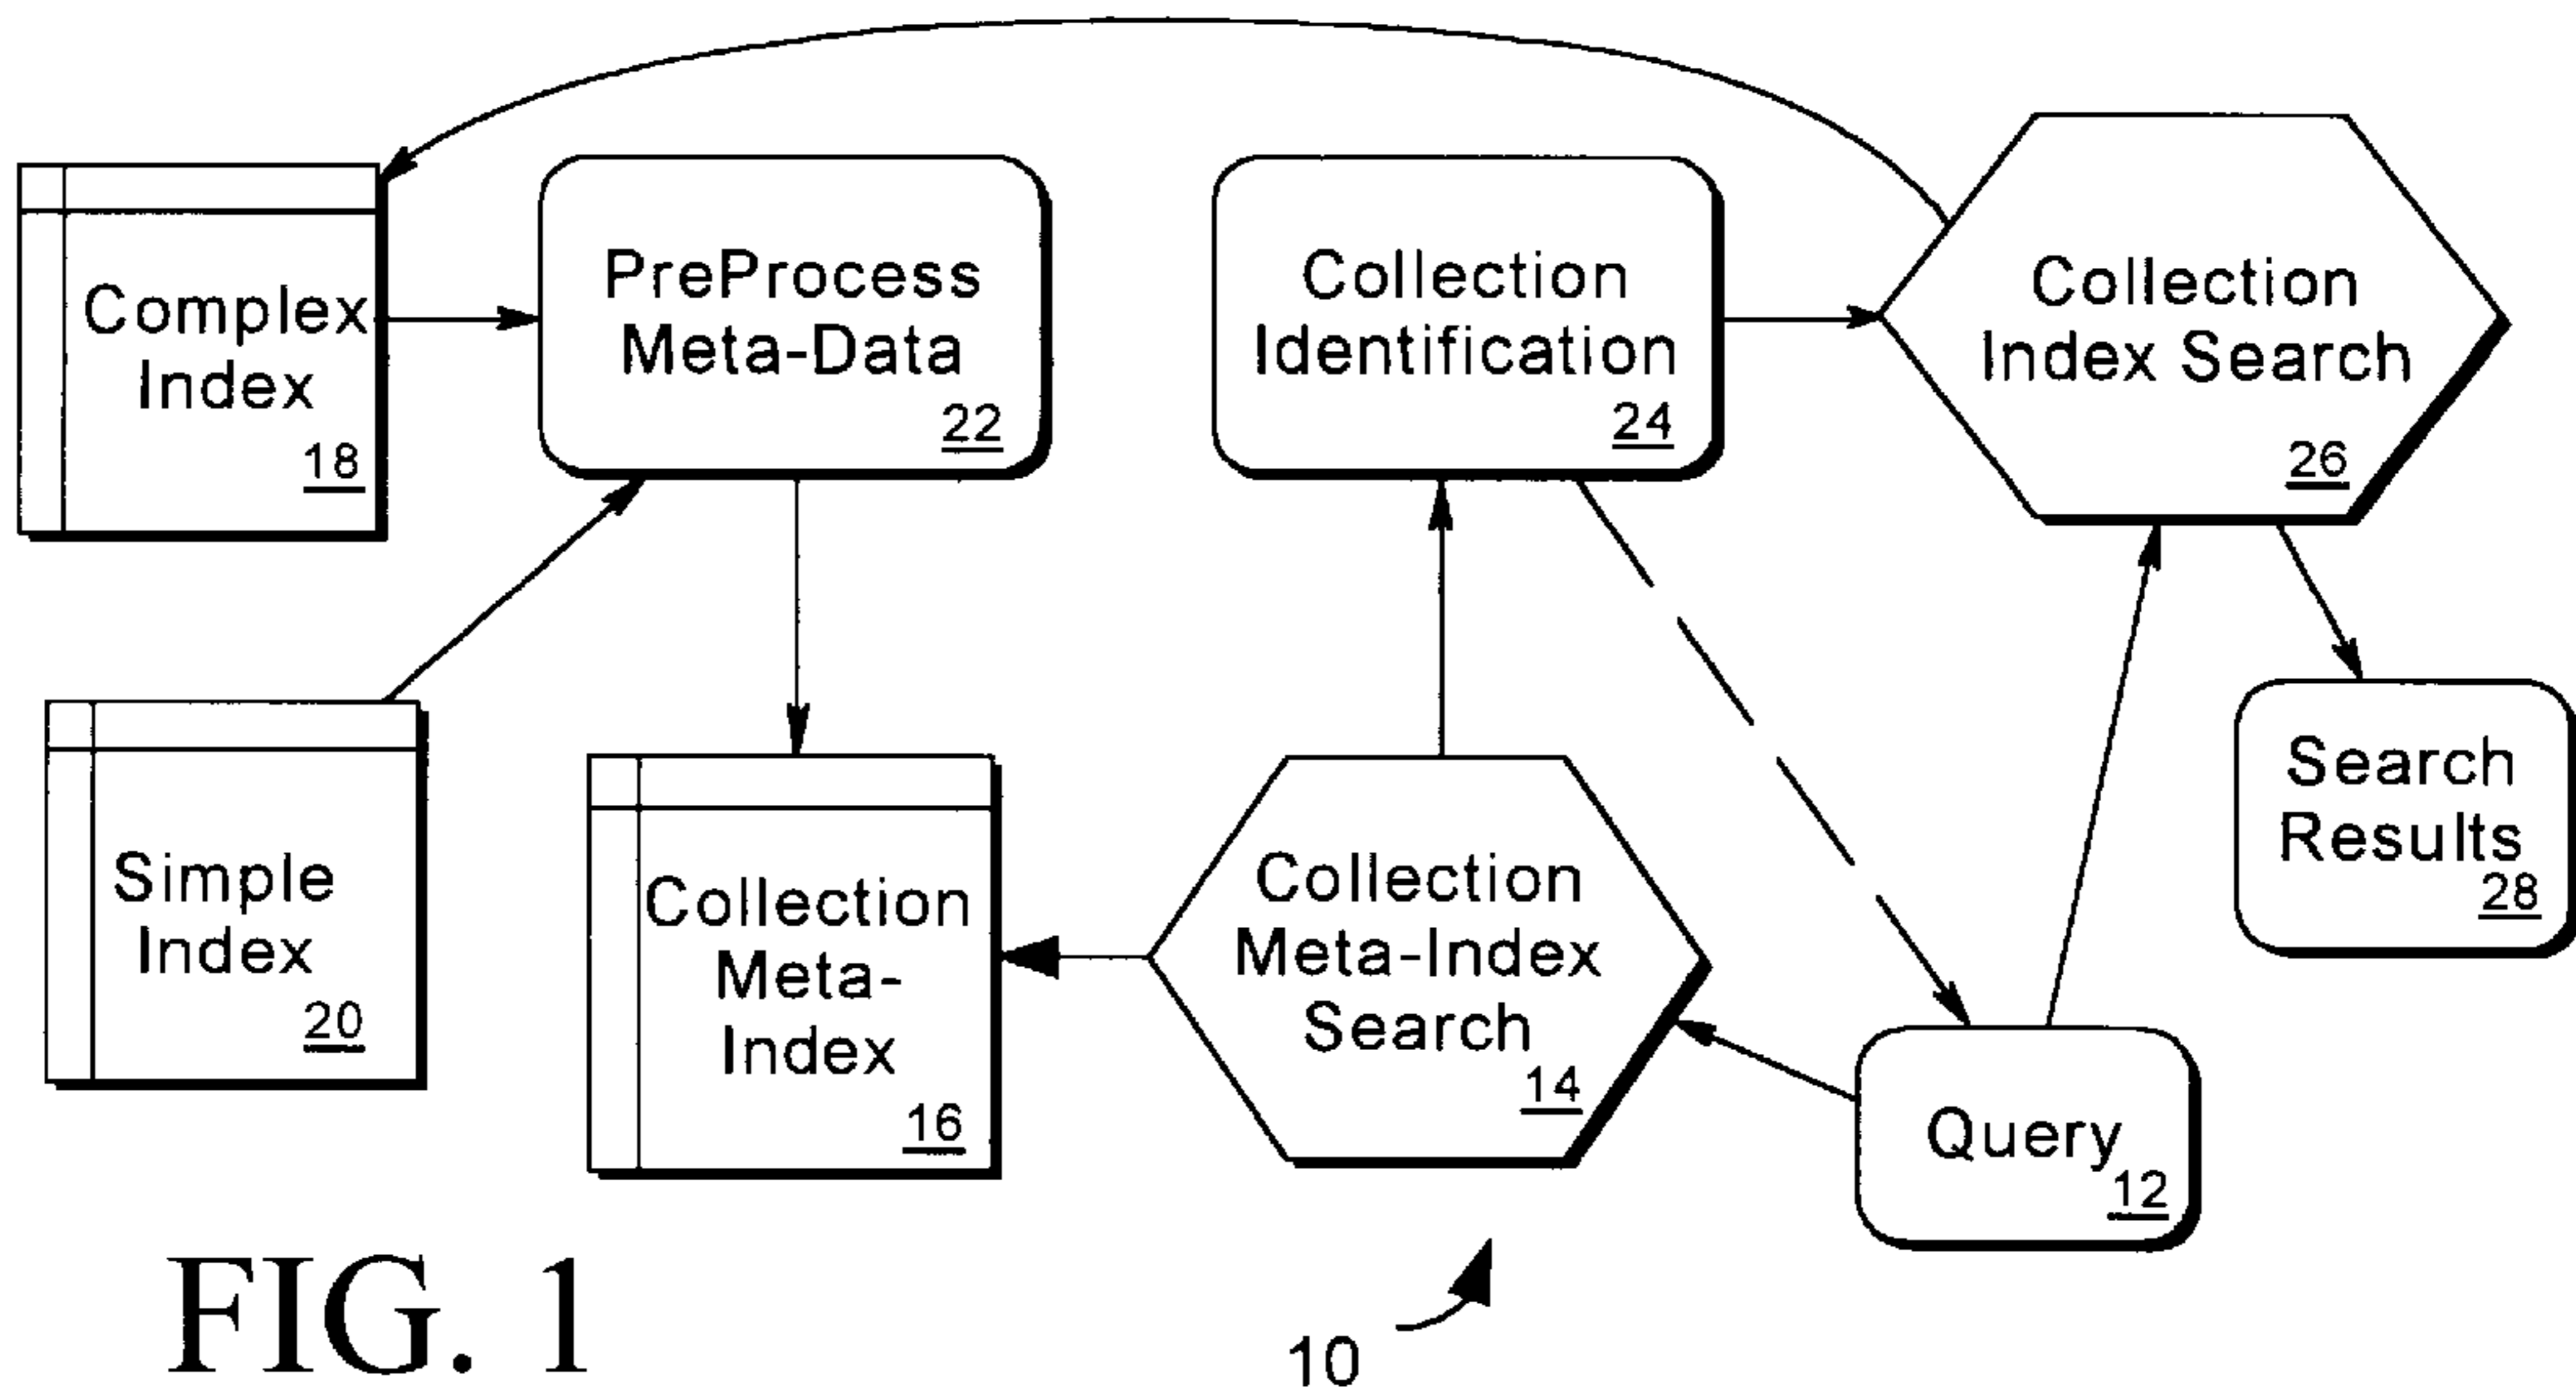 Complex
Index
18
PreProcess
Meta-Data
22
Collection
Identification
24
Collection
Index Search
26
Simple
Index
20
Collection
Meta-
Index
16
Collection
Meta-Index
Search
14
Search
Results
28
Query
12
FIG. 1
10